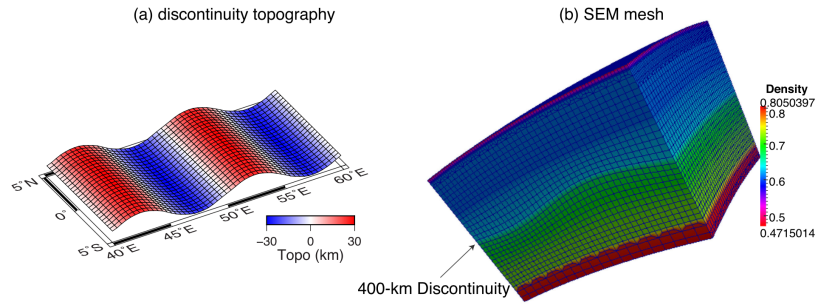 (a) discontinuity topography
5°N
0°
5°S
40°E
45°E
50°E
55°E
60°E
−30 0 30
Topo (km)
(b) SEM mesh
Density
0.8050397
0.8
0.7
0.6
0.5
0.4715014
400-km Discontinuity